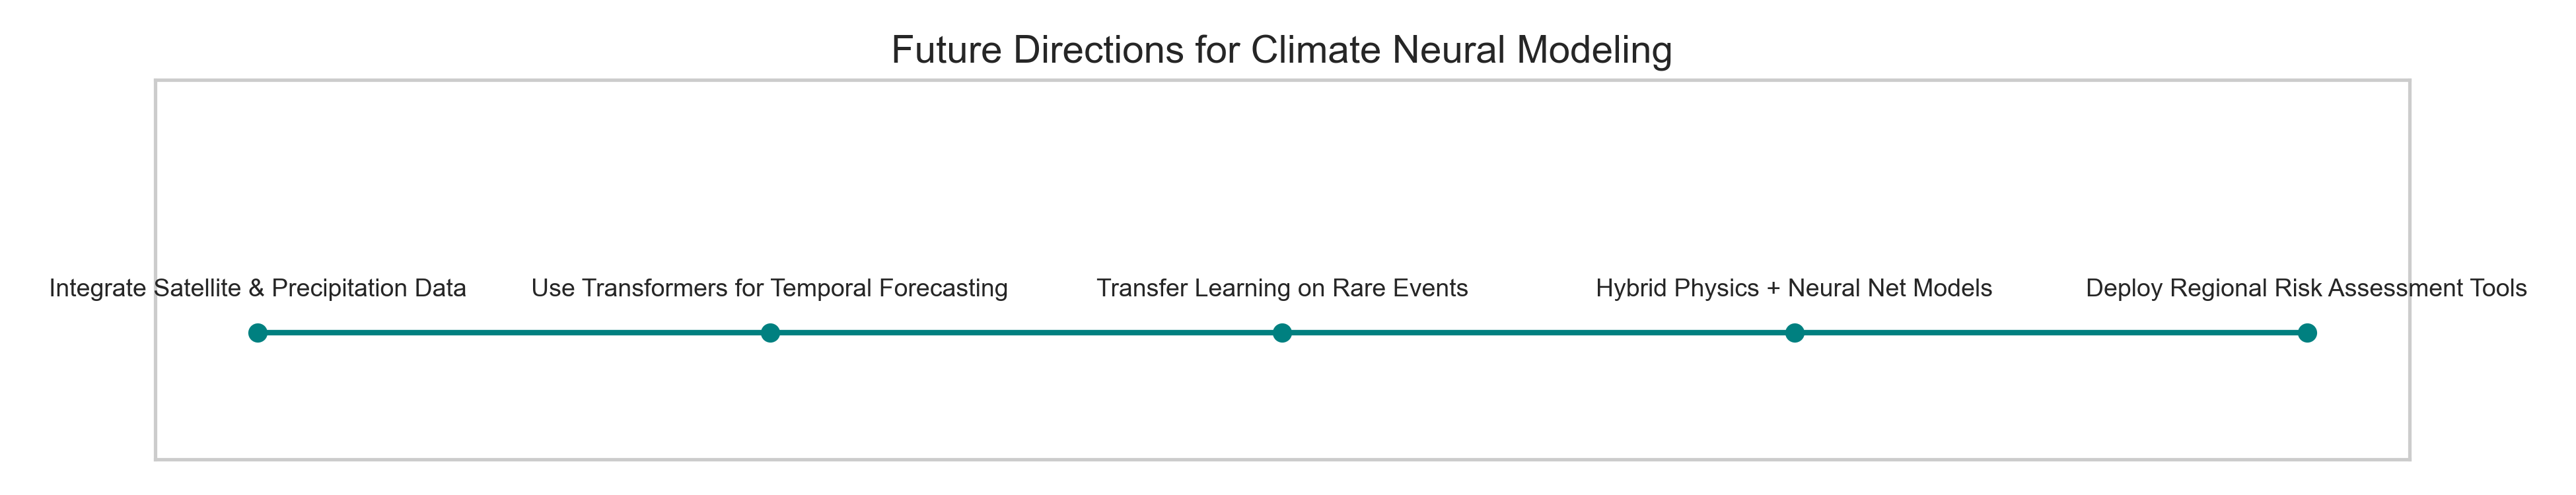 Future Directions for Climate Neural Modeling
Integrate Satellite & Precipitation Data
Use Transformers for Temporal Forecasting
Transfer Learning on Rare Events
Hybrid Physics + Neural Net Models
Deploy Regional Risk Assessment Tools